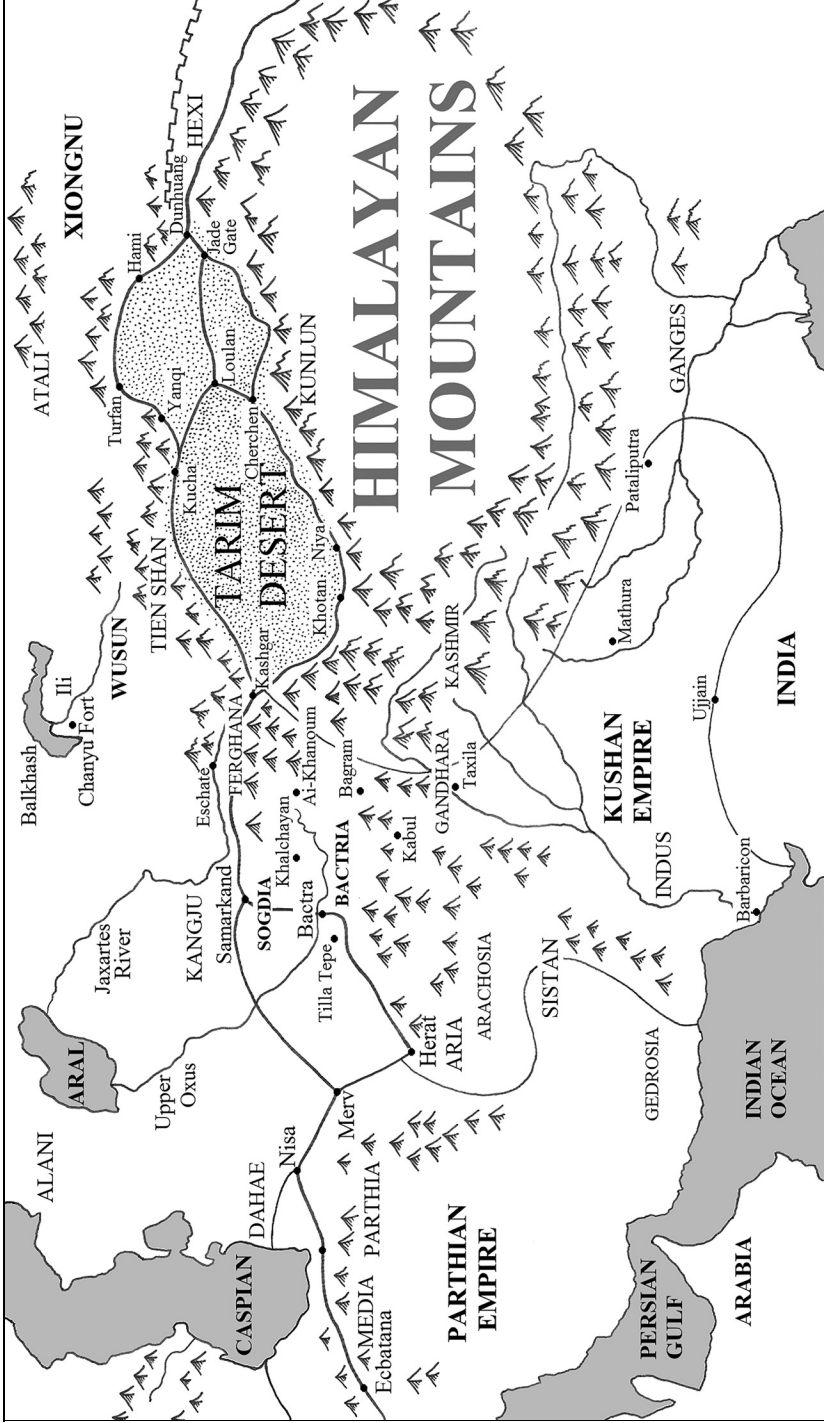 XIONGNU
HEXI
Dunhuang
Jade
Gate
Hami
ATALI
Turfan
Yanqi
Loulan
Cherchen
KUNLUN
Kucha
TARIM
DESERT
Niya
Khotan
Kashgar
TIEN SHAN
WUSUN
Ili
Chanyu Fort
Balkhash
HIMALAYAN
MOUNTAINS
GANGES
Pataliputra
Mathura
Ujjain
INDIA
KASHMIR
GANDHARA
Taxila
KUSHAN
EMPIRE
INDUS
Barbaricon
FERGHANA
Eschate
Ai-Khanoum
Khalchayan
Bagram
Kabul
BACTRIA
Bactra
SOGDIA
Samarkand
KANGJU
Jaxartes
River
Tilla Tepe
ARAL
Upper
Oxus
Herat
ARIA
ARACHOSIA
SISTAN
GEDROSIA
INDIAN
OCEAN
Merv
Nisa
ALANI
DAHAE
PARTHIA
CASPIAN
MEDIA
Ecbatana
PARTHIAN
EMPIRE
PERSIAN
GULF
ARABIA